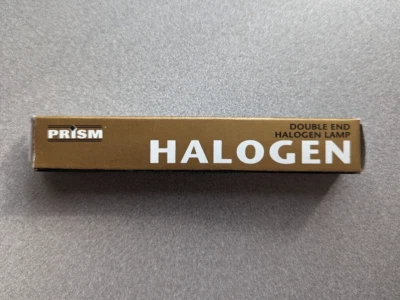 PRISM
DOUBLE END
HALOGEN LAMP
HALOGEN